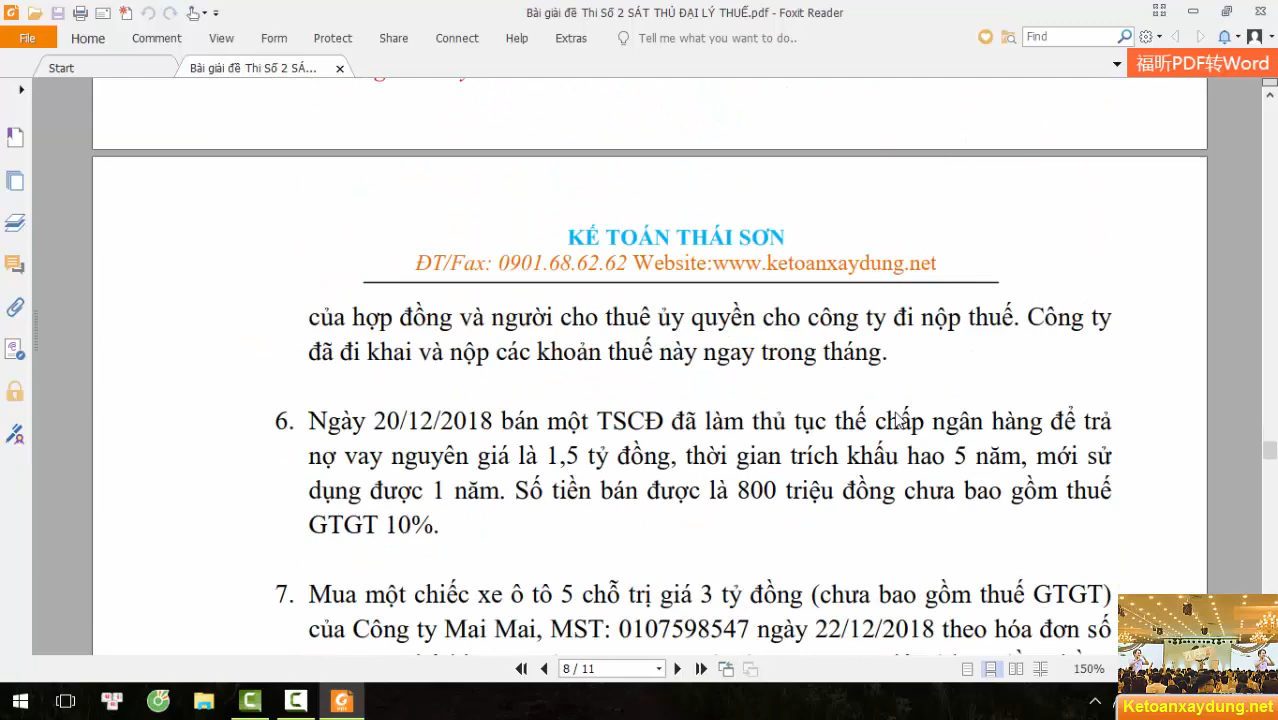 Bài giải đề Thi Số 2 SÁT THỦ ĐẠI LÝ THUẾ.pdf - Foxit Reader
File Home Comment View Form Protect Share Connect Help Extras Tell me what you want to do.. Find
Start Bài giải đề Thi Số 2 SÁ... 福昕PDF转Word
KẾ TOÁN THÁI SƠN
ĐT/Fax: 0901.68.62.62 Website:www.ketoanxaydung.net
của hợp đồng và người cho thuê ủy quyền cho công ty đi nộp thuế. Công ty
đã đi khai và nộp các khoản thuế này ngay trong tháng.
6. Ngày 20/12/2018 bán một TSCĐ đã làm thủ tục thế chấp ngân hàng để trả
nợ vay nguyên giá là 1,5 tỷ đồng, thời gian trích khấu hao 5 năm, mới sử
dụng được 1 năm. Số tiền bán được là 800 triệu đồng chưa bao gồm thuế
GTGT 10%.
7. Mua một chiếc xe ô tô 5 chỗ trị giá 3 tỷ đồng (chưa bao gồm thuế GTGT)
của Công ty Mai Mai, MST: 0107598547 ngày 22/12/2018 theo hóa đơn số
8 / 11 150%
Ketoanxaydung.net